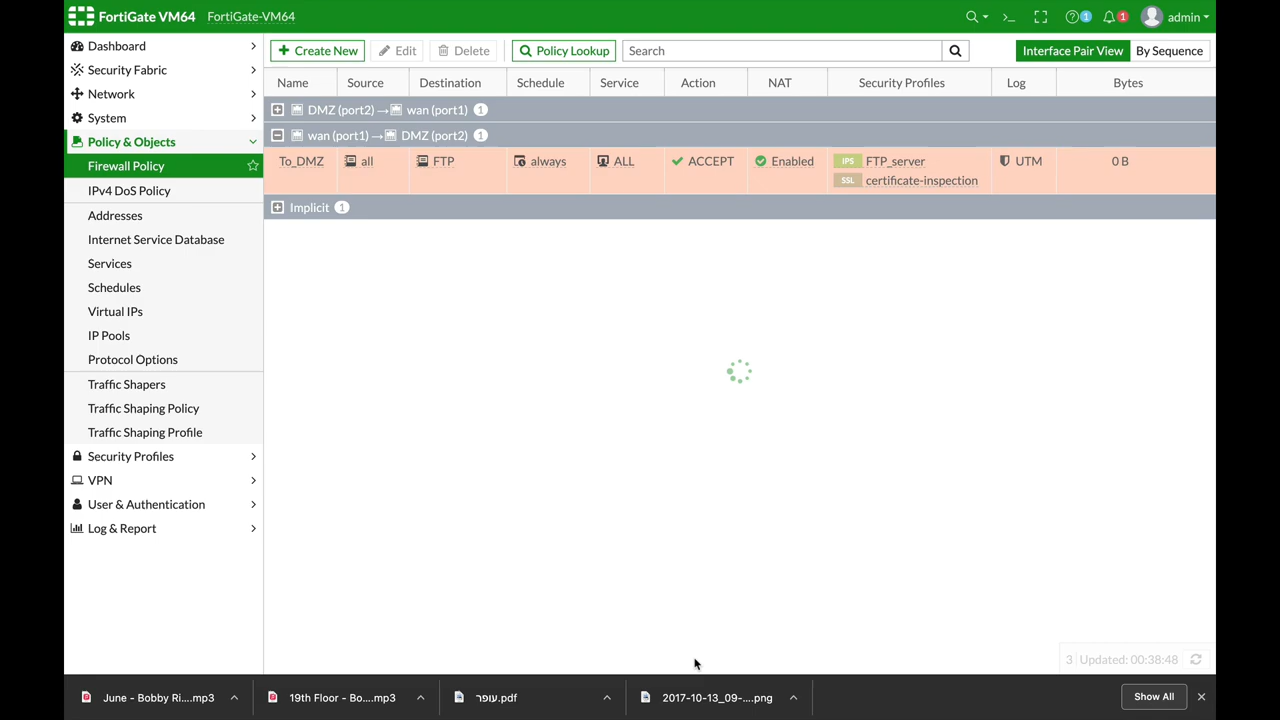 FortiGate VM64 FortiGate-VM64 1 1 admin
Dashboard
Security Fabric
Network
System
Policy & Objects
Firewall Policy
IPv4 DoS Policy
Addresses
Internet Service Database
Services
Schedules
Virtual IPs
IP Pools
Protocol Options
Traffic Shapers
Traffic Shaping Policy
Traffic Shaping Profile
Security Profiles
VPN
User & Authentication
Log & Report
+ Create New Edit Delete Policy Lookup Search Interface Pair View By Sequence
Name Source Destination Schedule Service Action NAT Security Profiles Log Bytes
DMZ (port2) → wan (port1) 1
wan (port1) → DMZ (port2) 1
To_DMZ all FTP always ALL ACCEPT Enabled IPS FTP_server UTM 0 B
SSL certificate-inspection
Implicit 1
3 Updated: 00:38:48
June - Bobby Ri....mp3 19th Floor - Bo....mp3 עופר.pdf 2017-10-13_09-....png Show All